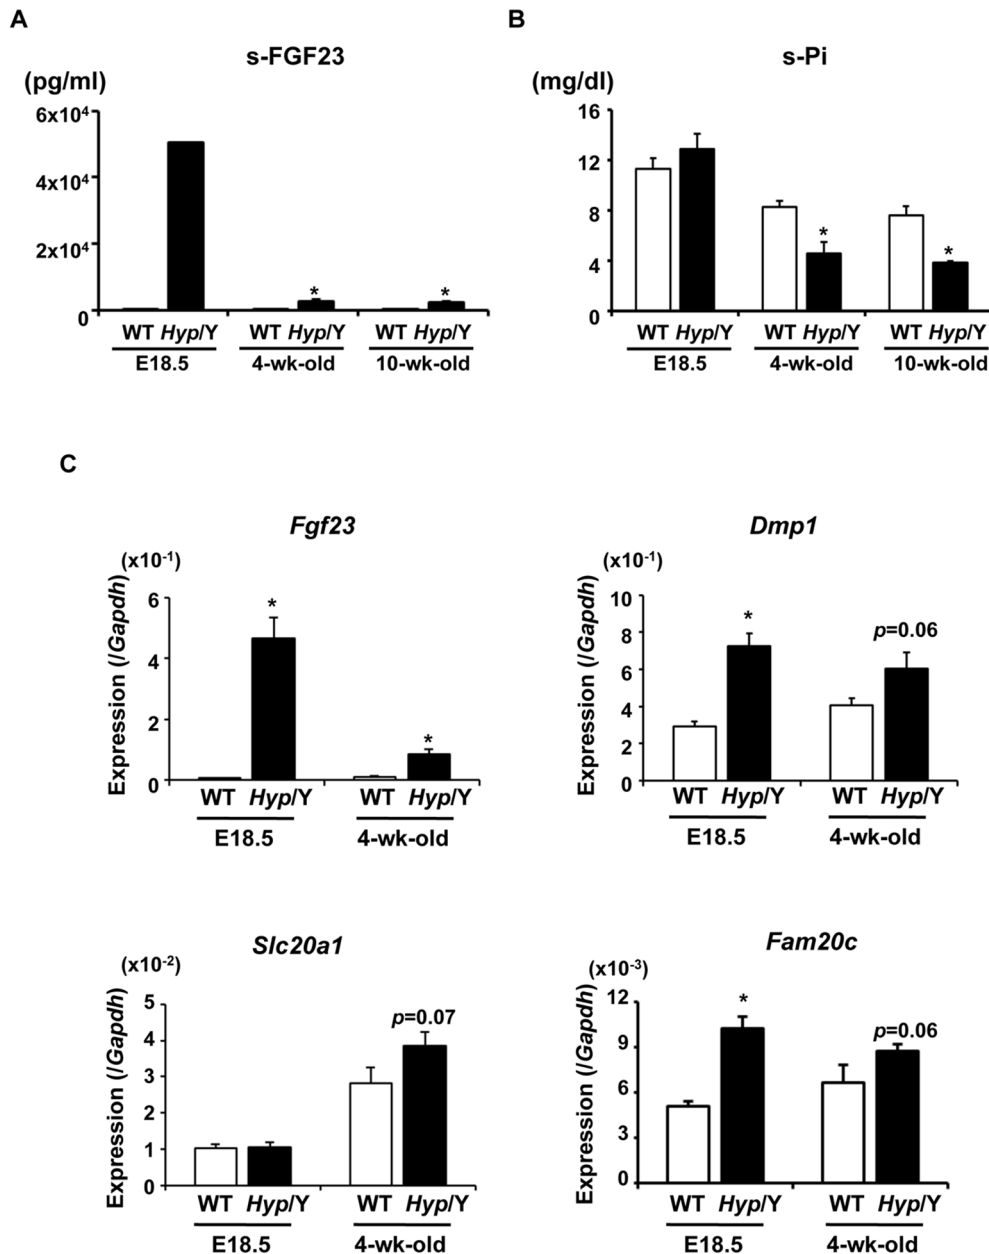 A
s-FGF23
(pg/ml)
6x10⁴
4x10⁴
2x10⁴
0
* *
WT Hyp/Y WT Hyp/Y WT Hyp/Y
E18.5 4-wk-old 10-wk-old
B
s-Pi
(mg/dl)
16
12
8
4
0
* *
WT Hyp/Y WT Hyp/Y WT Hyp/Y
E18.5 4-wk-old 10-wk-old
C
Fgf23
(x10⁻¹)
Expression (/Gapdh)
6
4
2
0
* *
WT Hyp/Y WT Hyp/Y
E18.5 4-wk-old
Dmp1
(x10⁻¹)
Expression (/Gapdh)
10
8
6
4
2
0
* p=0.06
WT Hyp/Y WT Hyp/Y
E18.5 4-wk-old
Slc20a1
(x10⁻²)
Expression (/Gapdh)
5
4
3
2
1
0
p=0.07
WT Hyp/Y WT Hyp/Y
E18.5 4-wk-old
Fam20c
(x10⁻³)
Expression (/Gapdh)
12
9
6
3
0
* p=0.06
WT Hyp/Y WT Hyp/Y
E18.5 4-wk-old